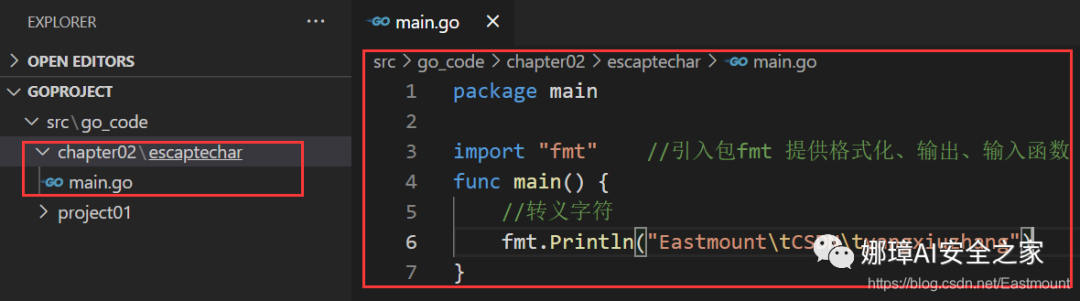 EXPLORER
OPEN EDITORS
GOPROJECT
src\go_code
chapter02\escaptechar
main.go
project01
main.go
src > go_code > chapter02 > escaptechar > main.go
1 package main
2
3 import "fmt" //引入包fmt 提供格式化、输出、输入函数
4 func main() {
5 //转义字符
6 fmt.Println("Eastmount\tCSDN\tyangxiuzhang")
7 }
娜璋AI安全之家
https://blog.csdn.net/Eastmount